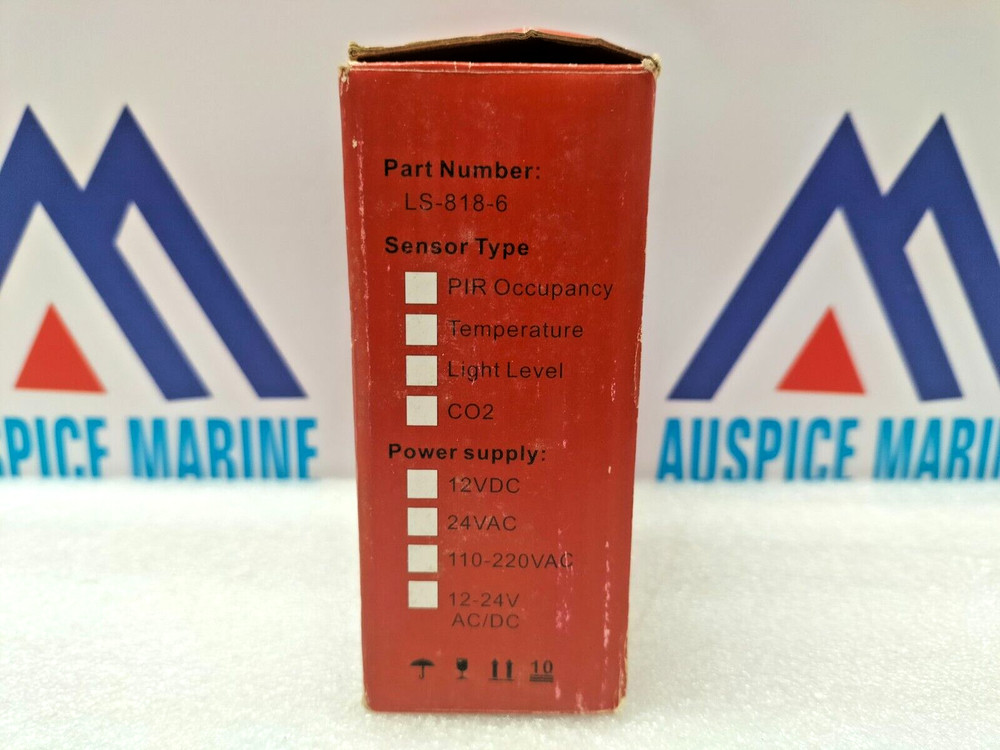 Part Number:
LS-818-6
Sensor Type
PIR Occupancy
Temperature
Light Level
CO2
Power supply:
12VDC
24VAC
110-220VAC
12-24V
AC/DC
10
AUSPICE MARINE
AUSPICE MARINE